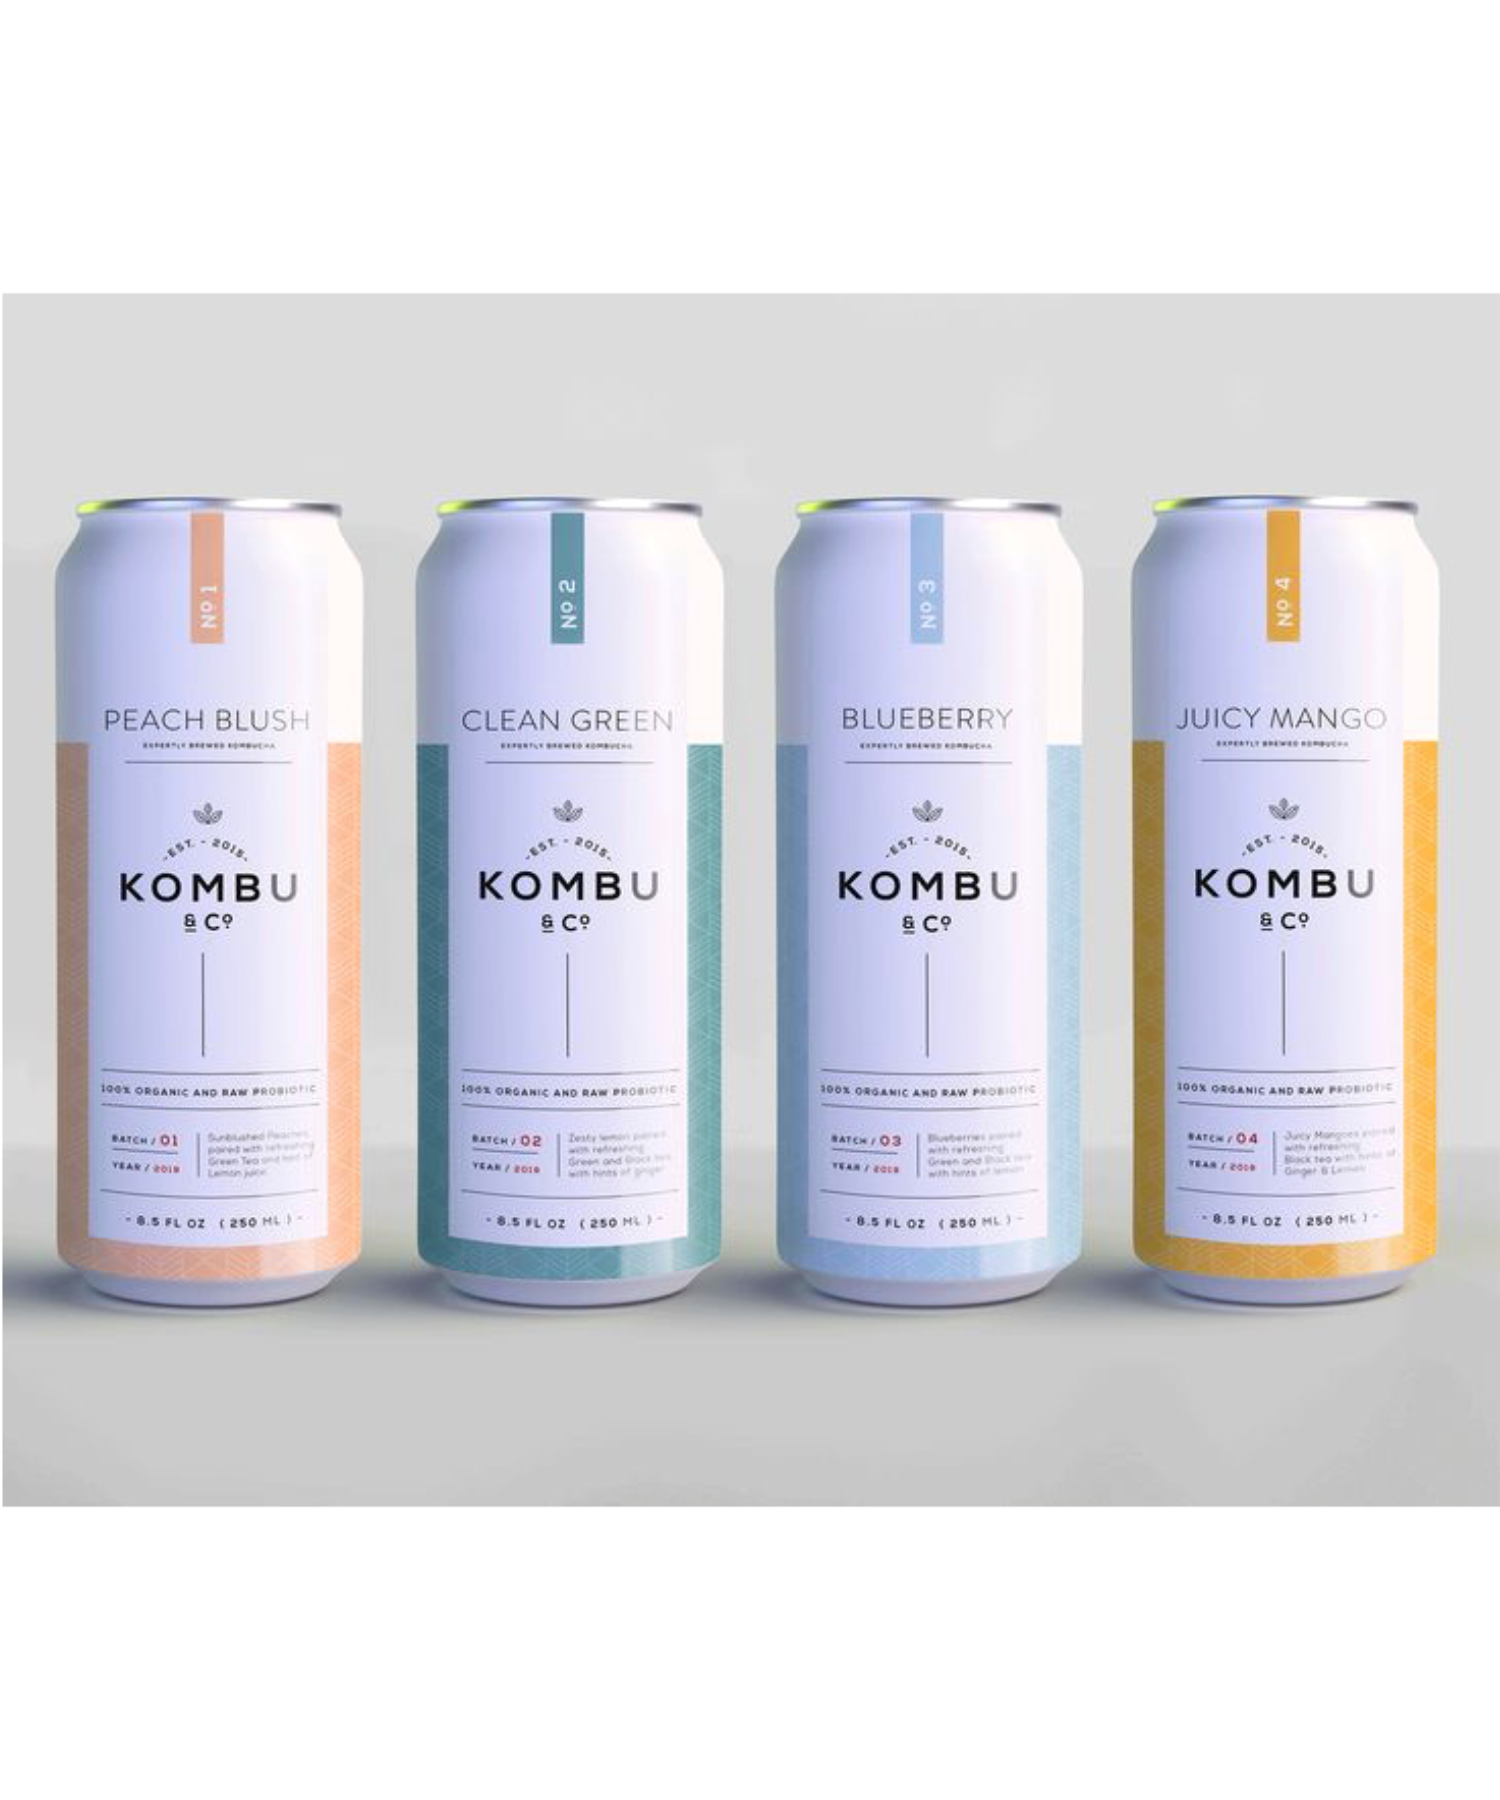 Nº 1
PEACH BLUSH
EXPERTLY BREWED KOMBUCHA
-EST. - 2015-
KOMBU
& Cº
100% ORGANIC AND RAW PROBIOTIC
BATCH / 01
YEAR / 2018
Sunblushed Peaches
paired with refreshing
Green Tea and hint of
Lemon juice
- 8.5 FL OZ ( 250 ML ) -
Nº 2
CLEAN GREEN
EXPERTLY BREWED KOMBUCHA
-EST. - 2015-
KOMBU
& Cº
100% ORGANIC AND RAW PROBIOTIC
BATCH / 02
YEAR / 2018
Zesty lemon paired
with refreshing
Green and Black tea
with hints of ginger
- 8.5 FL OZ ( 250 ML ) -
Nº 3
BLUEBERRY
EXPERTLY BREWED KOMBUCHA
-EST. - 2015-
KOMBU
& Cº
100% ORGANIC AND RAW PROBIOTIC
BATCH / 03
YEAR / 2018
Blueberries paired
with refreshing
Green and Black tea
with hints of lemon
- 8.5 FL OZ ( 250 ML ) -
Nº 4
JUICY MANGO
EXPERTLY BREWED KOMBUCHA
-EST. - 2015-
KOMBU
& Cº
100% ORGANIC AND RAW PROBIOTIC
BATCH / 04
YEAR / 2018
Juicy Mangoes paired
with refreshing
Black tea with hints of
Ginger & Lemon
- 8.5 FL OZ ( 250 ML ) -